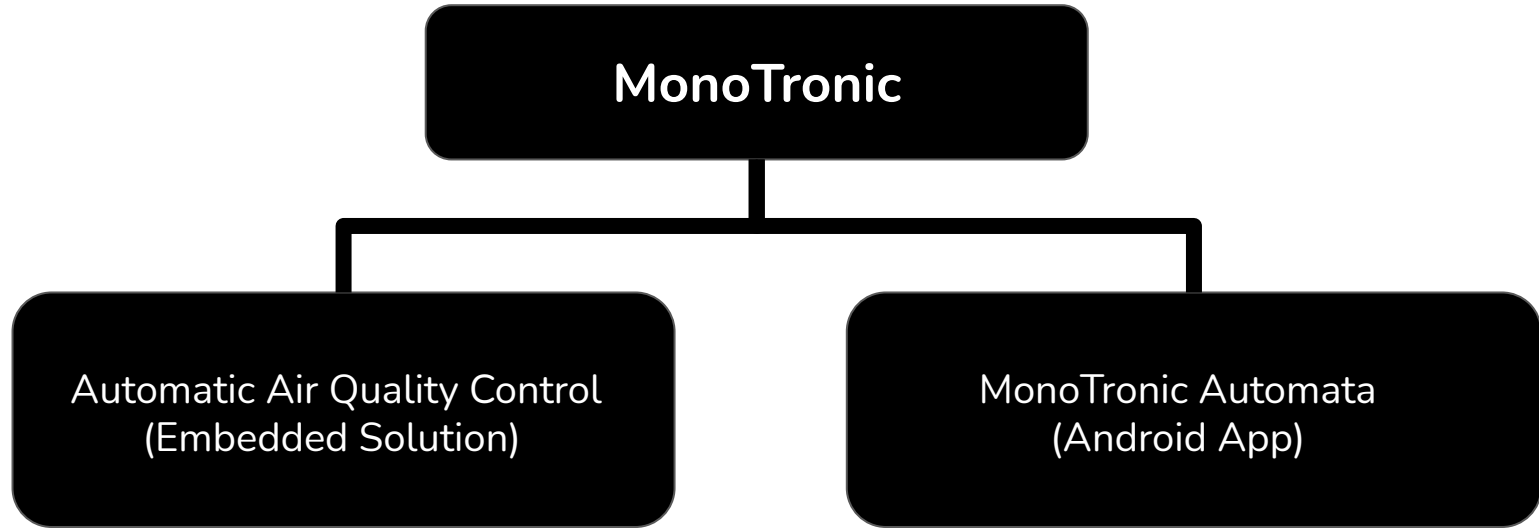 MonoTronic
Automatic Air Quality Control
(Embedded Solution)
MonoTronic Automata
(Android App)